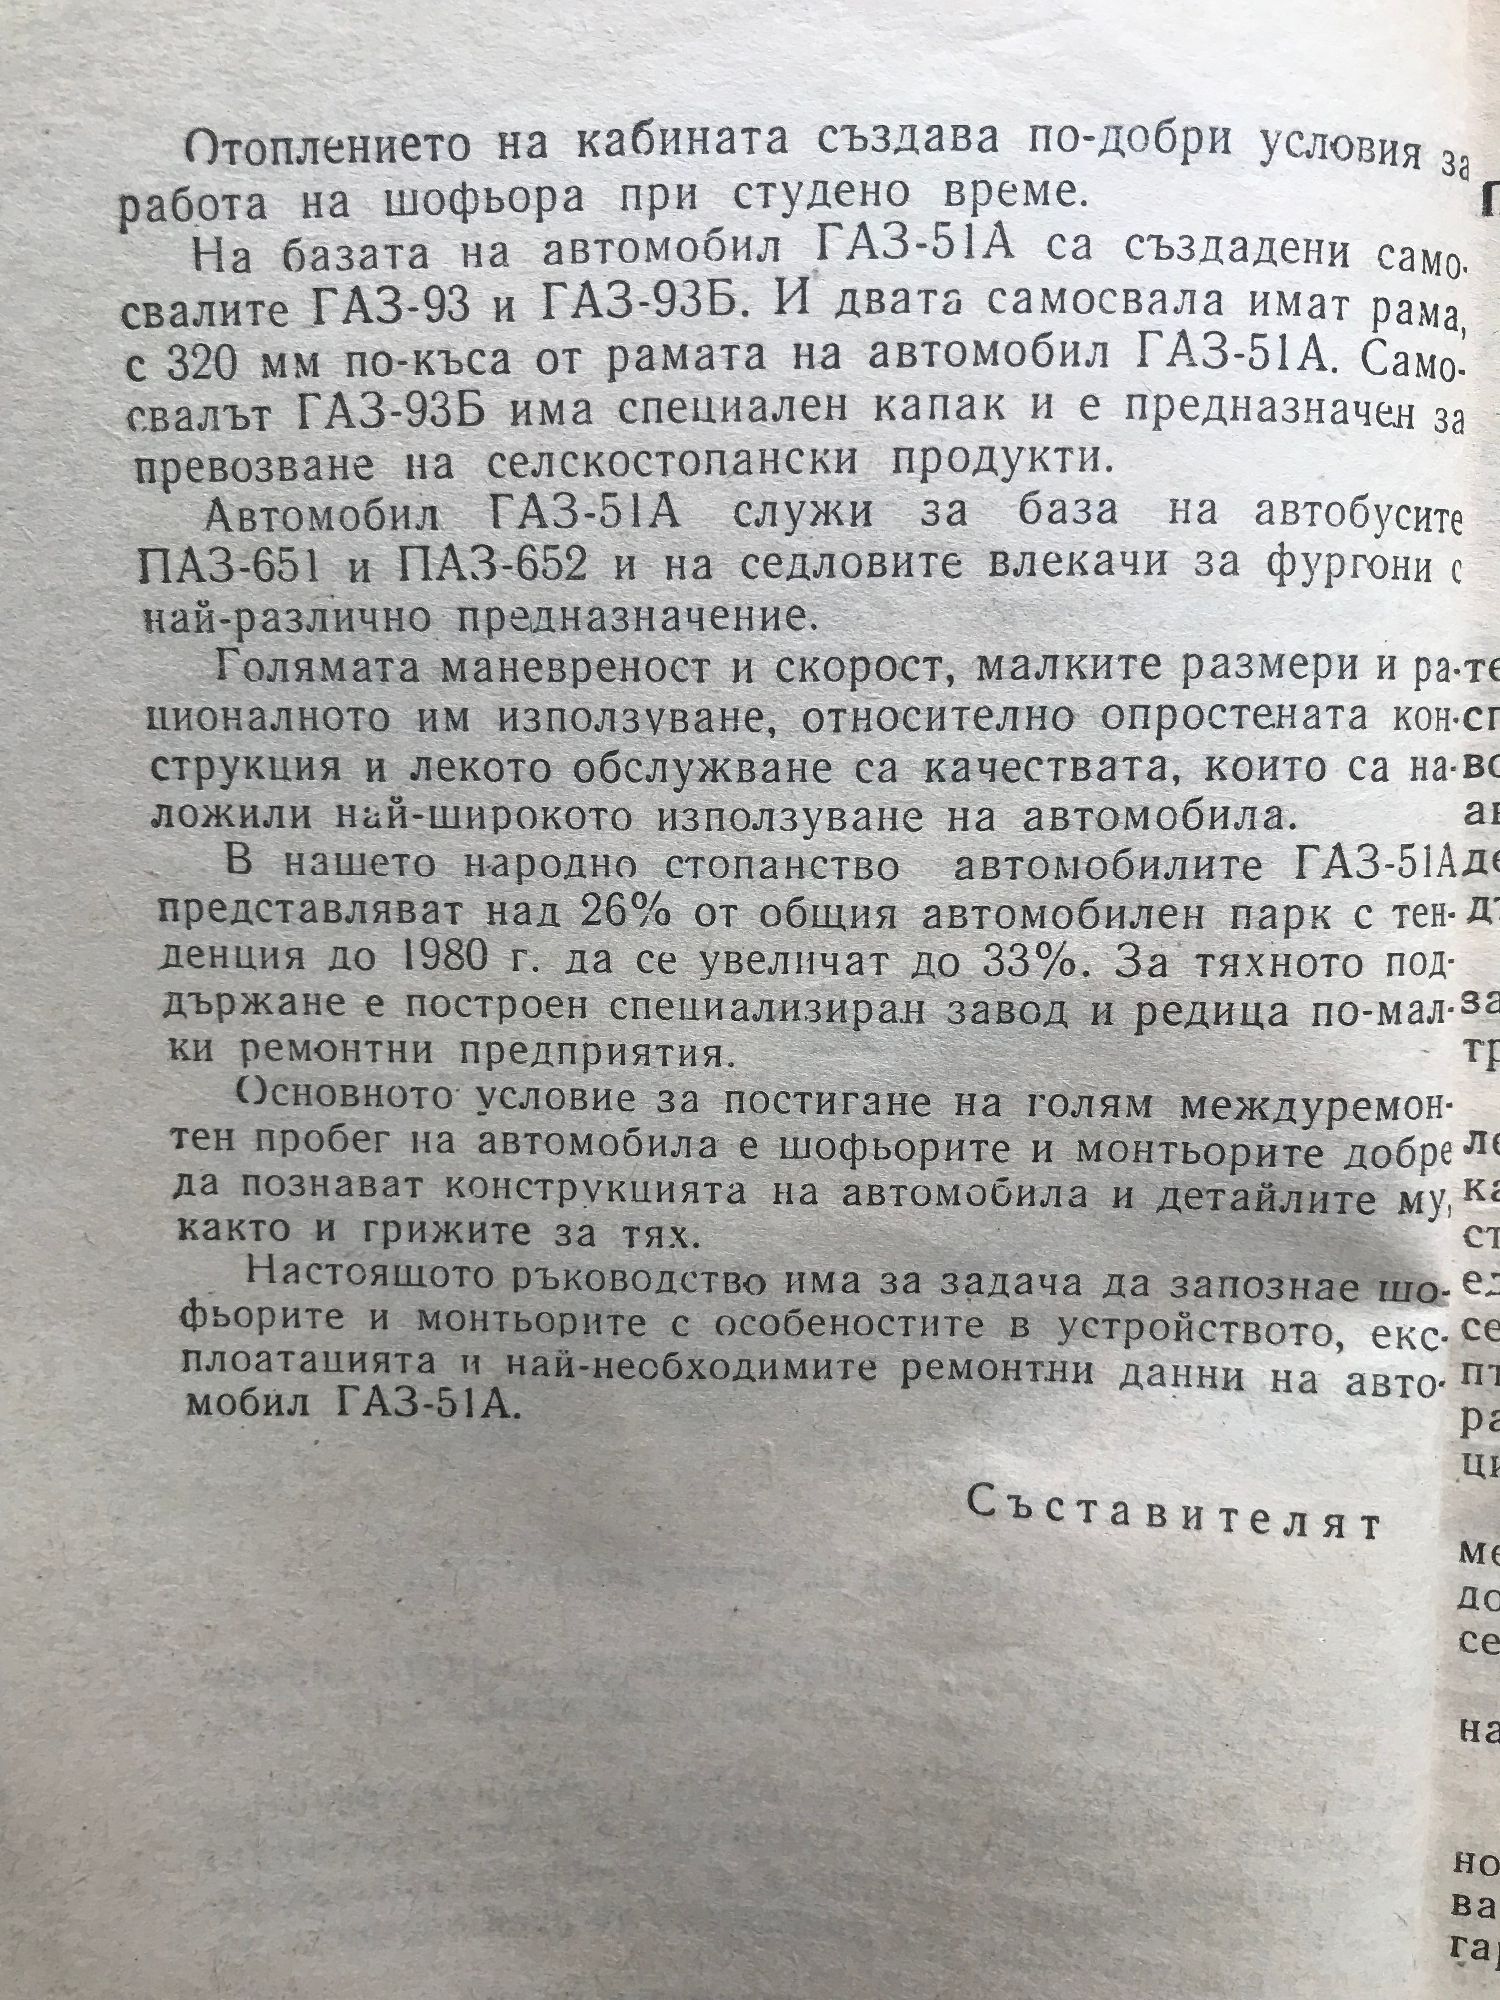 Отоплението на кабината създава по-добри условия за
работа на шофьора при студено време.
На базата на автомобил ГАЗ-51А са създадени само-
свалите ГАЗ-93 и ГАЗ-93Б. И двата самосвала имат рама,
с 320 мм по-къса от рамата на автомобил ГАЗ-51А. Само-
свалът ГАЗ-93Б има специален капак и е предназначен за
превозване на селскостопански продукти.
Автомобил ГАЗ-51А служи за база на автобусите
ПАЗ-651 и ПАЗ-652 и на седловите влекачи за фургони с
най-различно предназначение.
Голямата маневреност и скорост, малките размери и ра-
ционалното им използуване, относително опростената кон-
струкция и лекото обслужване са качествата, които са на-
ложили най-широкото използуване на автомобила.
В нашето народно стопанство автомобилите ГАЗ-51А
представляват над 26% от общия автомобилен парк с тен-
денция до 1980 г. да се увеличат до 33%. За тяхното под-
държане е построен специализиран завод и редица по-мал-
ки ремонтни предприятия.
Основното условие за постигане на голям междуремон-
тен пробег на автомобила е шофьорите и монтьорите добре
да познават конструкцията на автомобила и детайлите му,
както и грижите за тях.
Настоящото ръководство има за задача да запознае шо-
фьорите и монтьорите с особеностите в устройството, екс-
плоатацията и най-необходимите ремонтни данни на авто-
мобил ГАЗ-51А.
Съставителят